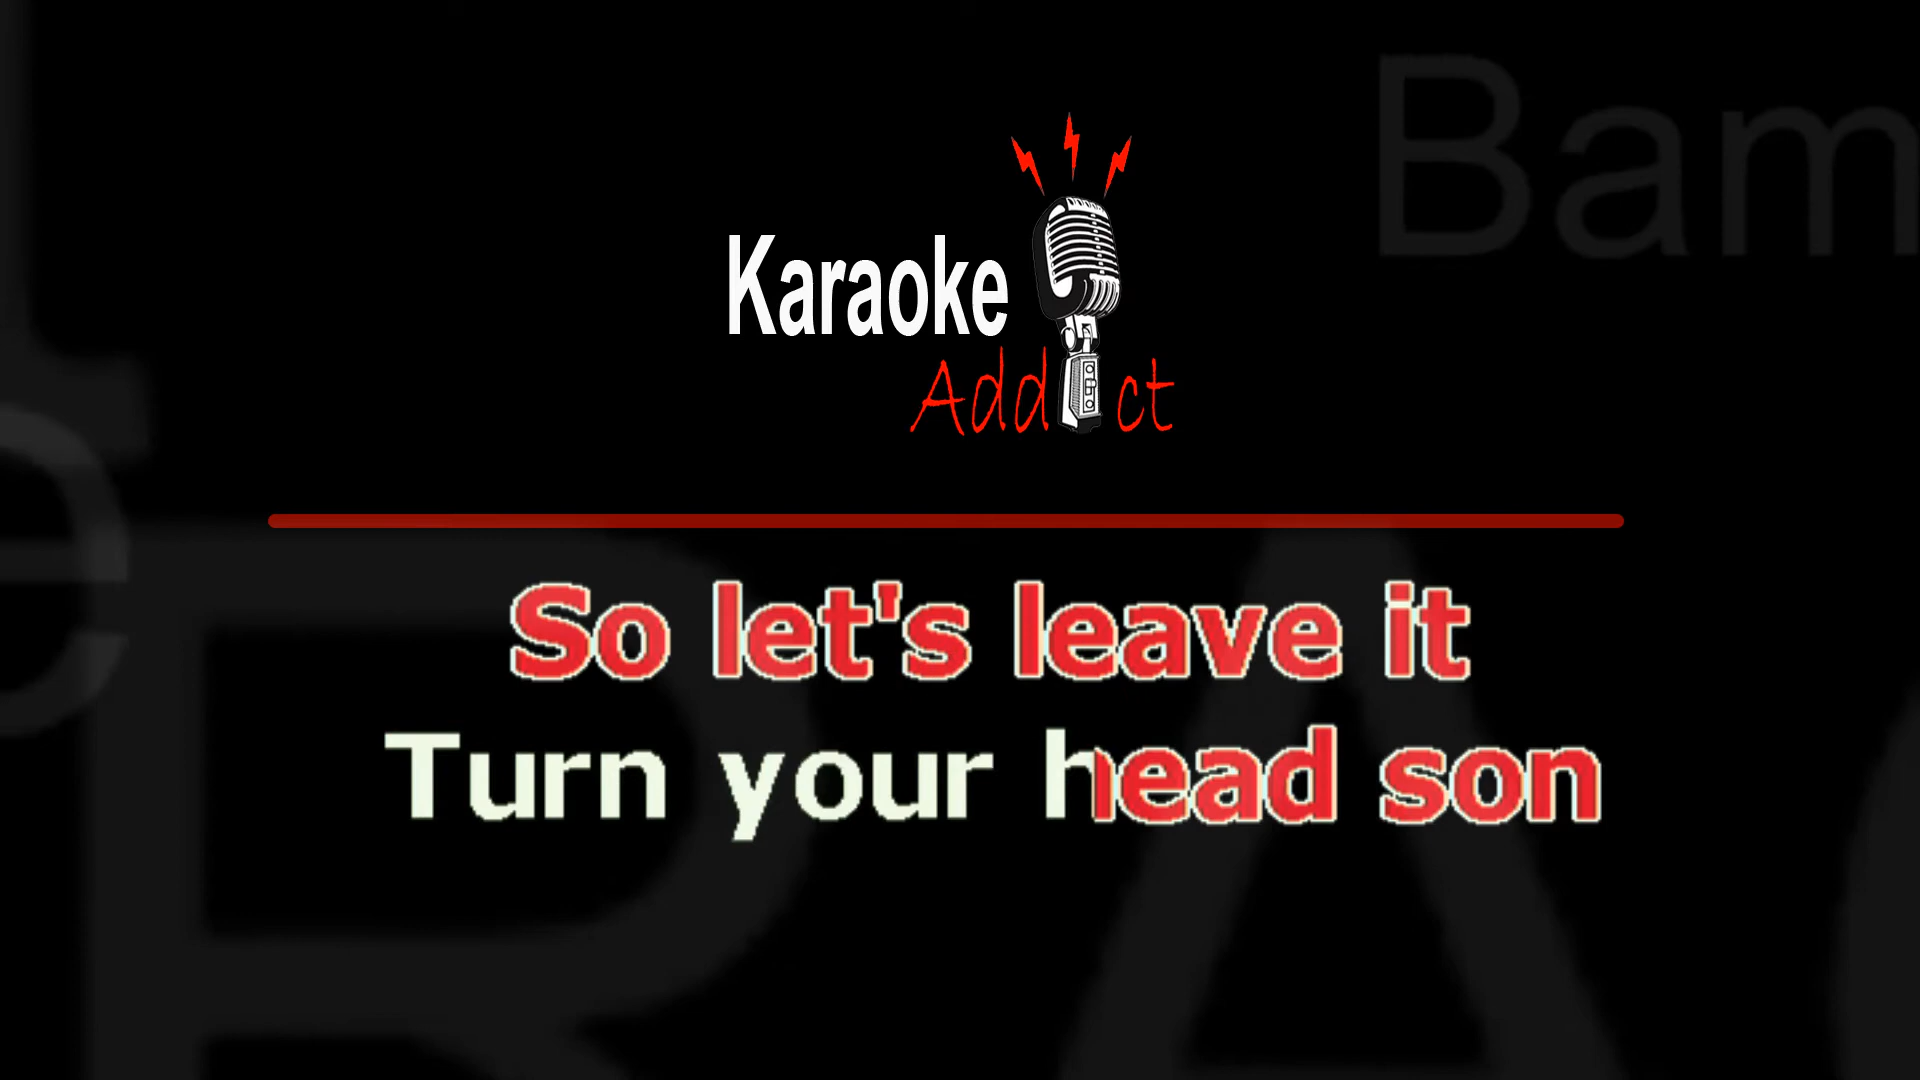 Bam
Karaoke
Addict
So let's leave it
Turn your head son